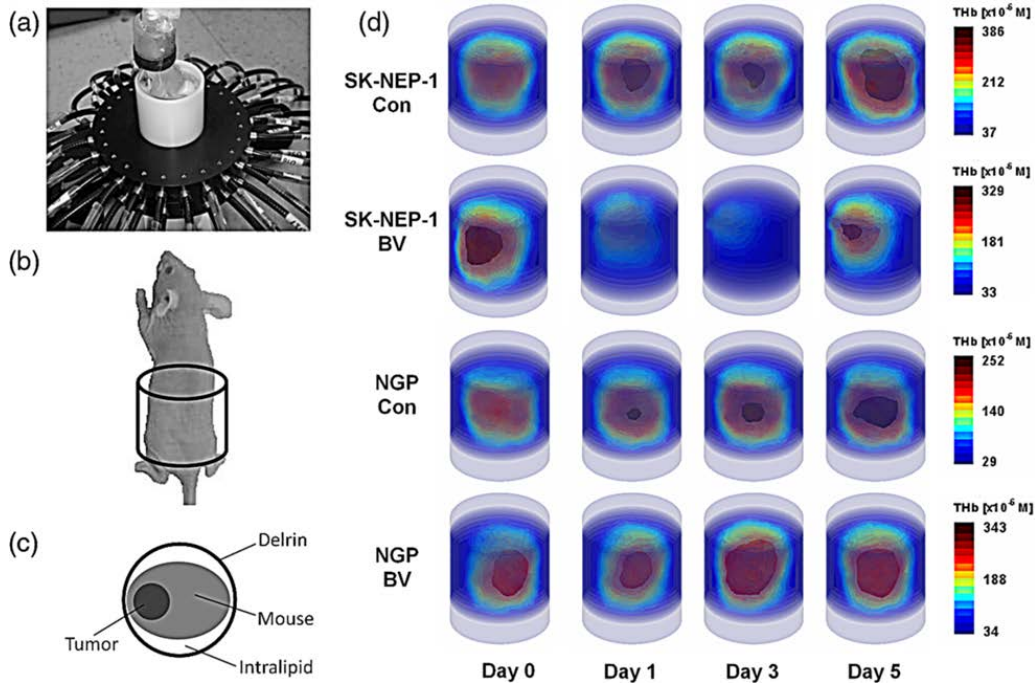 (a)
(b)
(c)
Delrin
Mouse
Tumor
Intralipid
(d)
SK-NEP-1
Con
THb [x10⁻⁶ M]
386
212
37
SK-NEP-1
BV
THb [x10⁻⁶ M]
329
181
33
NGP
Con
THb [x10⁻⁶ M]
252
140
29
NGP
BV
THb [x10⁻⁶ M]
343
188
34
Day 0 Day 1 Day 3 Day 5